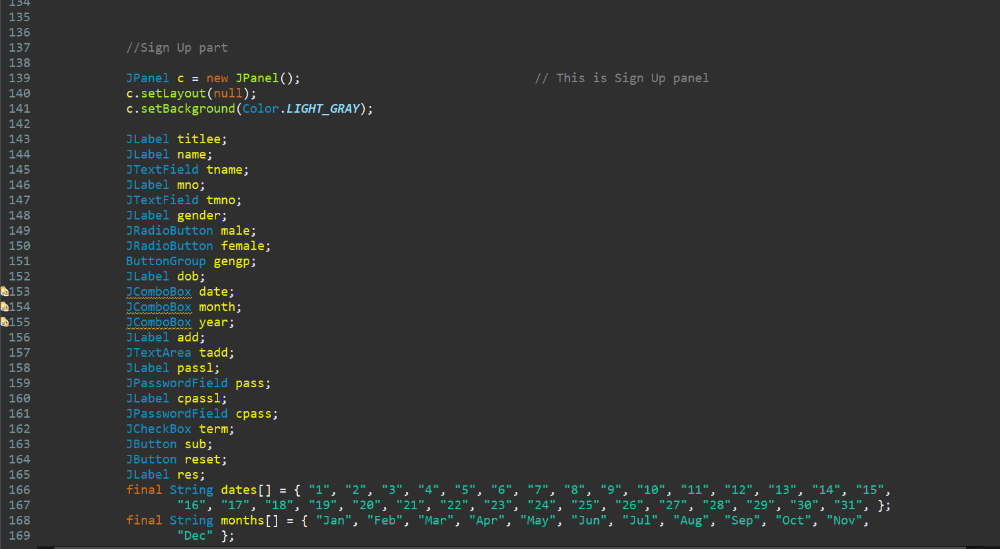 134
135
136
137 //Sign Up part
138
139 JPanel c = new JPanel(); // This is Sign Up panel
140 c.setLayout(null);
141 c.setBackground(Color.LIGHT_GRAY);
142
143 JLabel titlee;
144 JLabel name;
145 JTextField tname;
146 JLabel mno;
147 JTextField tmno;
148 JLabel gender;
149 JRadioButton male;
150 JRadioButton female;
151 ButtonGroup gengp;
152 JLabel dob;
153 JComboBox date;
154 JComboBox month;
155 JComboBox year;
156 JLabel add;
157 JTextArea tadd;
158 JLabel passl;
159 JPasswordField pass;
160 JLabel cpassl;
161 JPasswordField cpass;
162 JCheckBox term;
163 JButton sub;
164 JButton reset;
165 JLabel res;
166 final String dates[] = { "1", "2", "3", "4", "5", "6", "7", "8", "9", "10", "11", "12", "13", "14", "15",
167 "16", "17", "18", "19", "20", "21", "22", "23", "24", "25", "26", "27", "28", "29", "30", "31", };
168 final String months[] = { "Jan", "Feb", "Mar", "Apr", "May", "Jun", "Jul", "Aug", "Sep", "Oct", "Nov",
169 "Dec" };